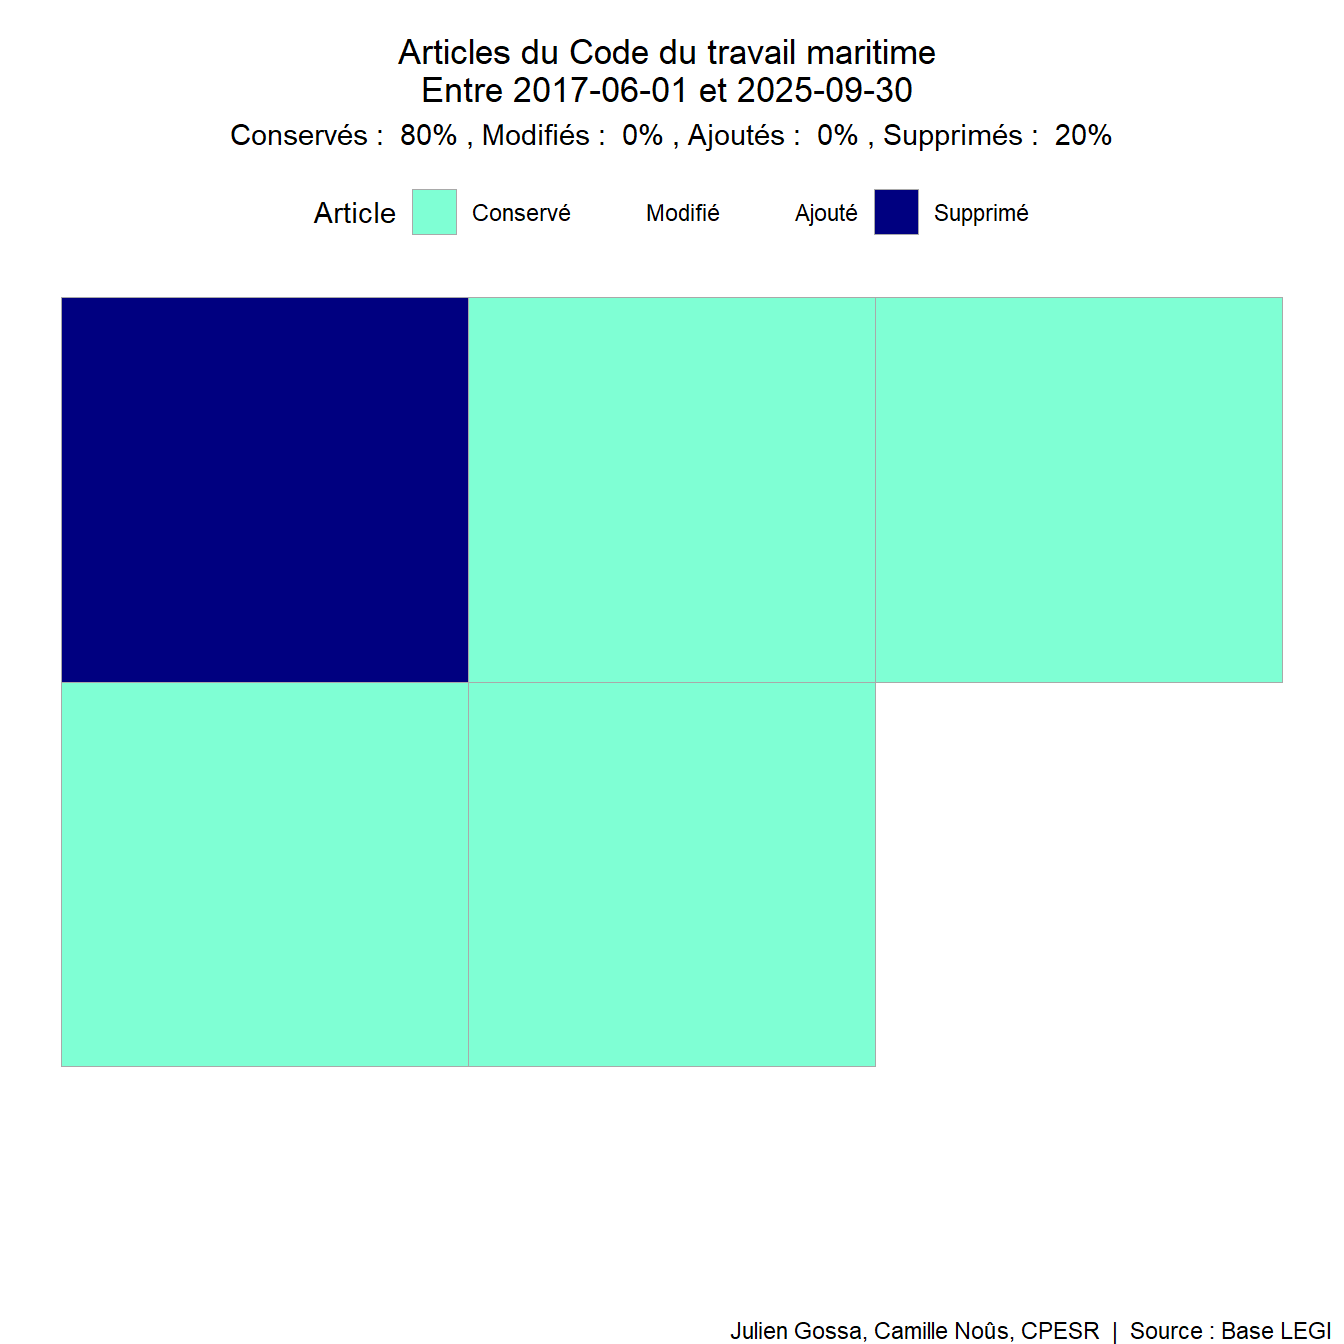 Articles du Code du travail maritime
Entre 2017-06-01 et 2025-09-30
Conservés :  80% , Modifiés :  0% , Ajoutés :  0% , Supprimés :  20%
Article Conservé Modifié Ajouté Supprimé
Julien Gossa, Camille Noûs, CPESR | Source : Base LEGI